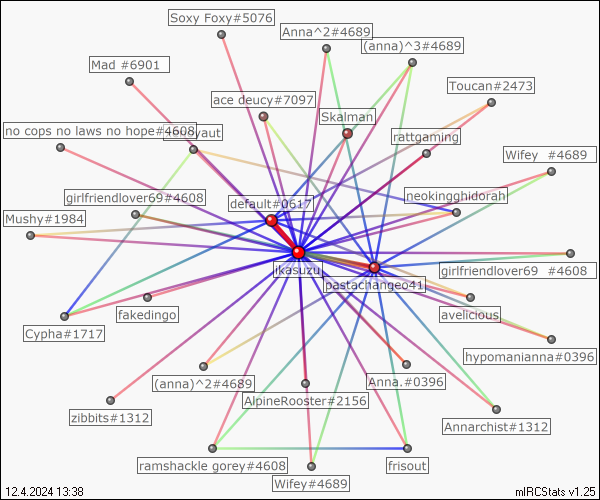 Soxy Foxy#5076
Anna^2#4689
(anna)^3#4689
Mad #6901
Toucan#2473
ace deucy#7097
Skalman
no cops no laws no hope#4608
rattgaming
Wifey #4689
girlfriendlover69#4608
neokingghidorah
default#0617
Mushy#1984
ikasuzu
girlfriendlover69 #4608
pastachangeo41
fakedingo
avelicious
Cypha#1717
hypomanianna#0396
(anna)^2#4689
Anna.#0396
AlpineRooster#2156
zibbits#1312
Annarchist#1312
ramshackle gorey#4608
frisout
Wifey#4689
12.4.2024 13:38
mIRCStats v1.25